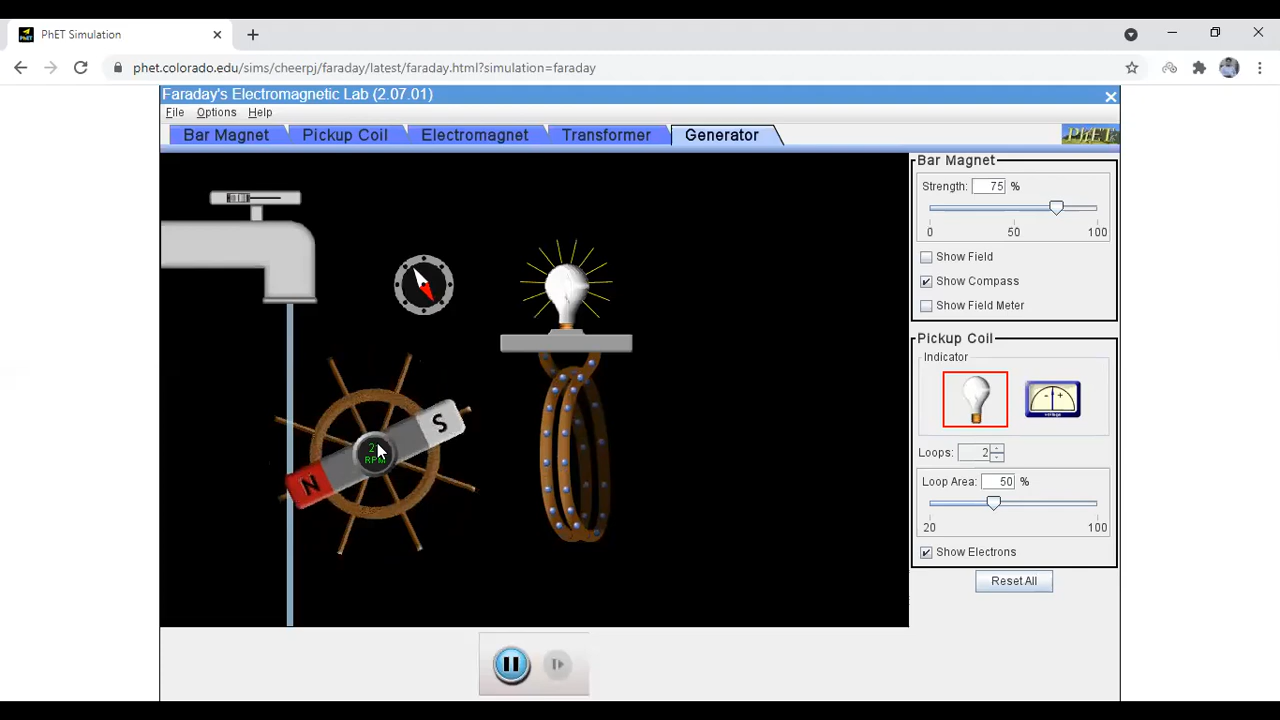 PhET Simulation
phet.colorado.edu/sims/cheerpj/faraday/latest/faraday.html?simulation=faraday
Faraday's Electromagnetic Lab (2.07.01)
File Options Help
Bar Magnet Pickup Coil Electromagnet Transformer Generator
PhET
Bar Magnet
Strength: 75 %
0 50 100
Show Field
Show Compass
Show Field Meter
S
N
RPM
Pickup Coil
Indicator
- +
Loops: 2
Loop Area: 50 %
20 100
Show Electrons
Reset All